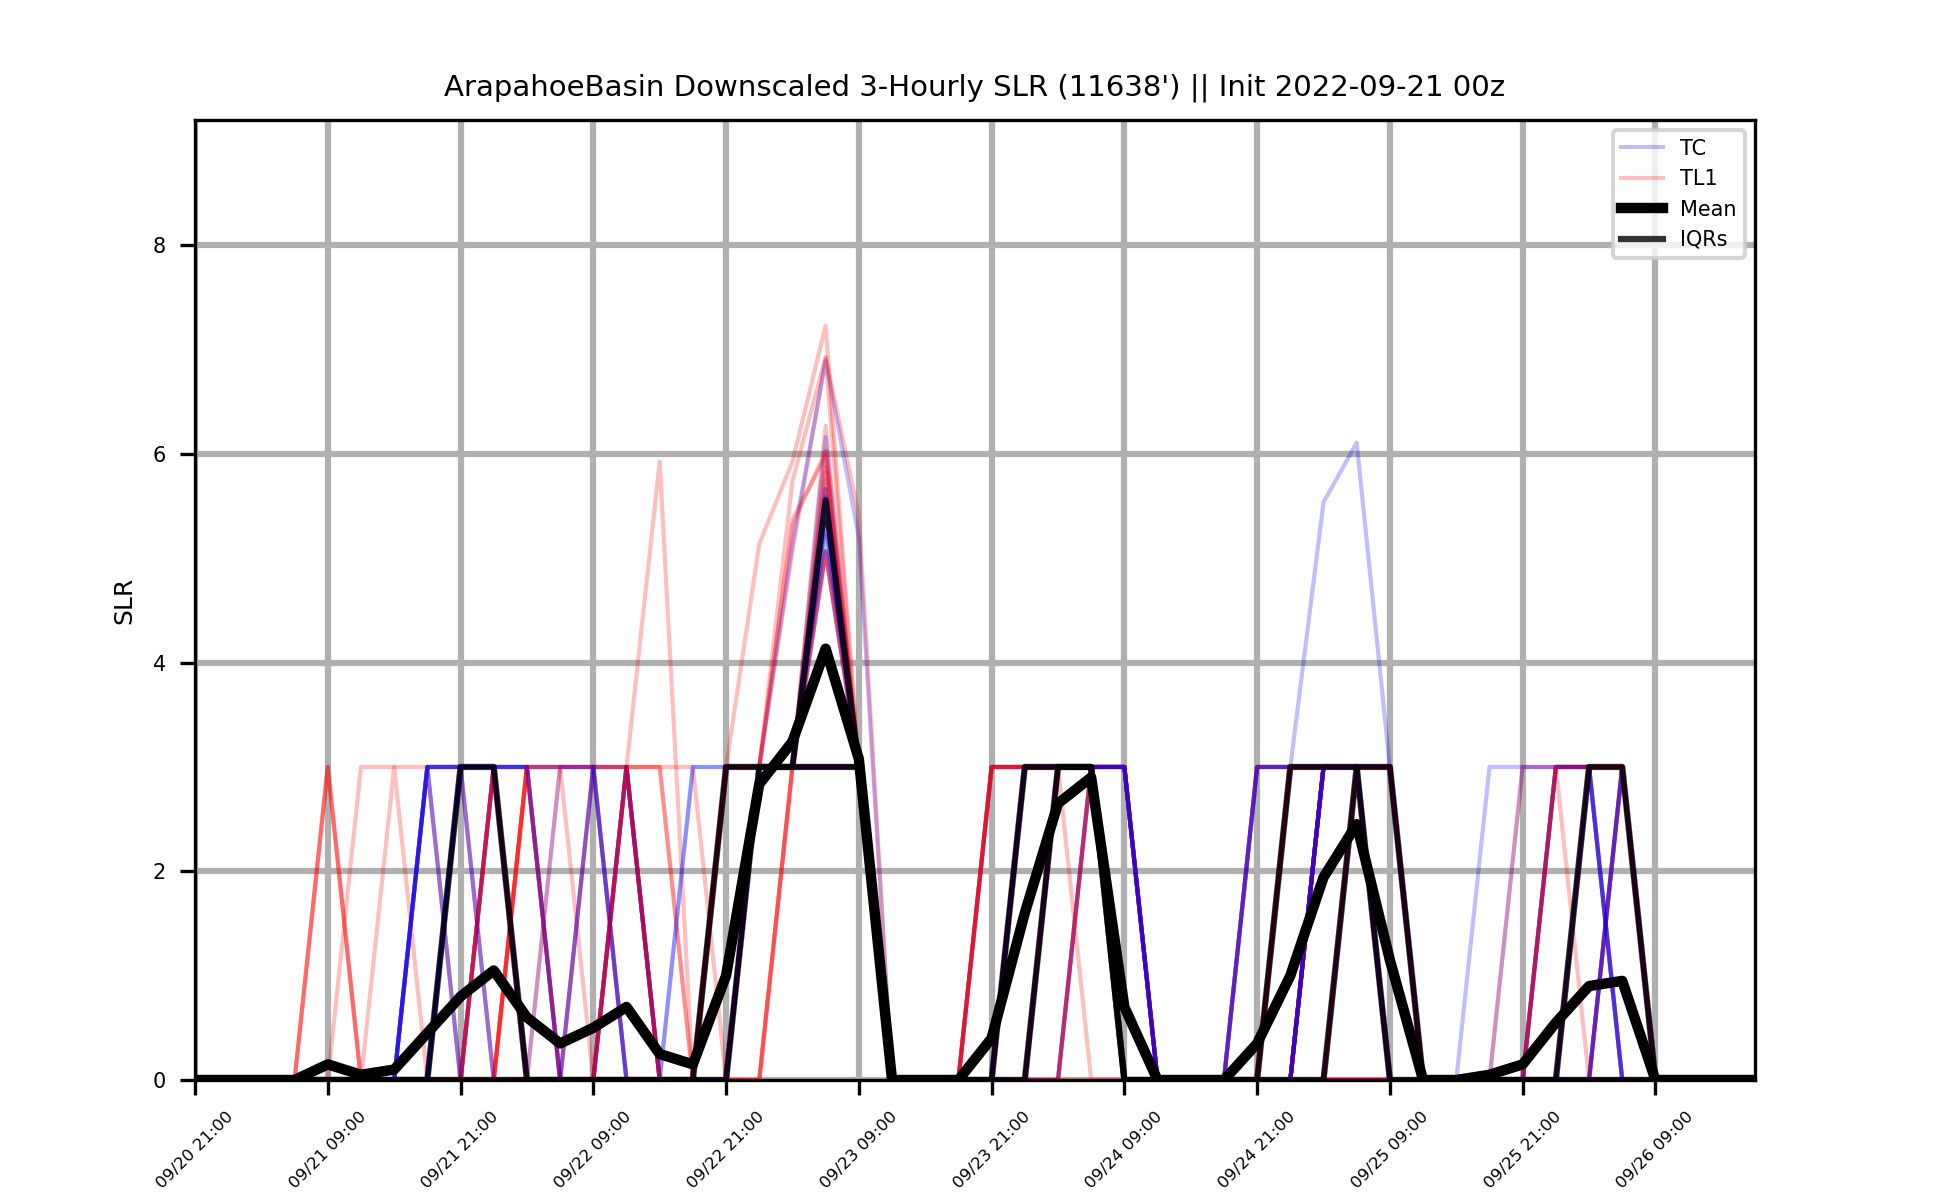 ArapahoeBasin Downscaled 3-Hourly SLR (11638') || Init 2022-09-21 00z
TC
TL1
Mean
IQRs
8
6
4
2
0
SLR
09/20 21:00
09/21 09:00
09/21 21:00
09/22 09:00
09/22 21:00
09/23 09:00
09/23 21:00
09/24 09:00
09/24 21:00
09/25 09:00
09/25 21:00
09/26 09:00